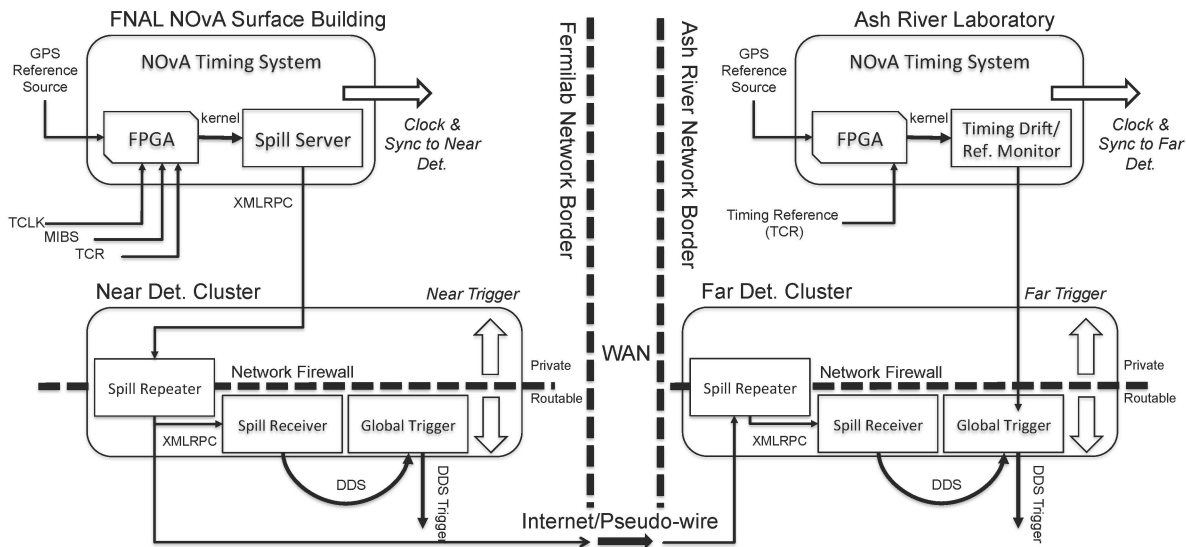 FNAL NOvA Surface Building
GPS
Reference
Source
NOvA Timing System
FPGA
kernel
Spill Server
Clock &
Sync to Near
Det.
TCLK
MIBS
TCR
XMLRPC
Near Det. Cluster
Near Trigger
Spill Repeater
Network Firewall
Private
Routable
XMLRPC
Spill Receiver
Global Trigger
DDS
DDS Trigger
Fermilab Network Border
WAN
Ash River Network Border
Internet/Pseudo-wire
Ash River Laboratory
GPS
Reference
Source
NOvA Timing System
FPGA
kernel
Timing Drift/
Ref. Monitor
Clock &
Sync to Far
Det.
Timing Reference
(TCR)
Far Det. Cluster
Far Trigger
Spill Repeater
Network Firewall
Private
Routable
XMLRPC
Spill Receiver
Global Trigger
DDS
DDS Trigger